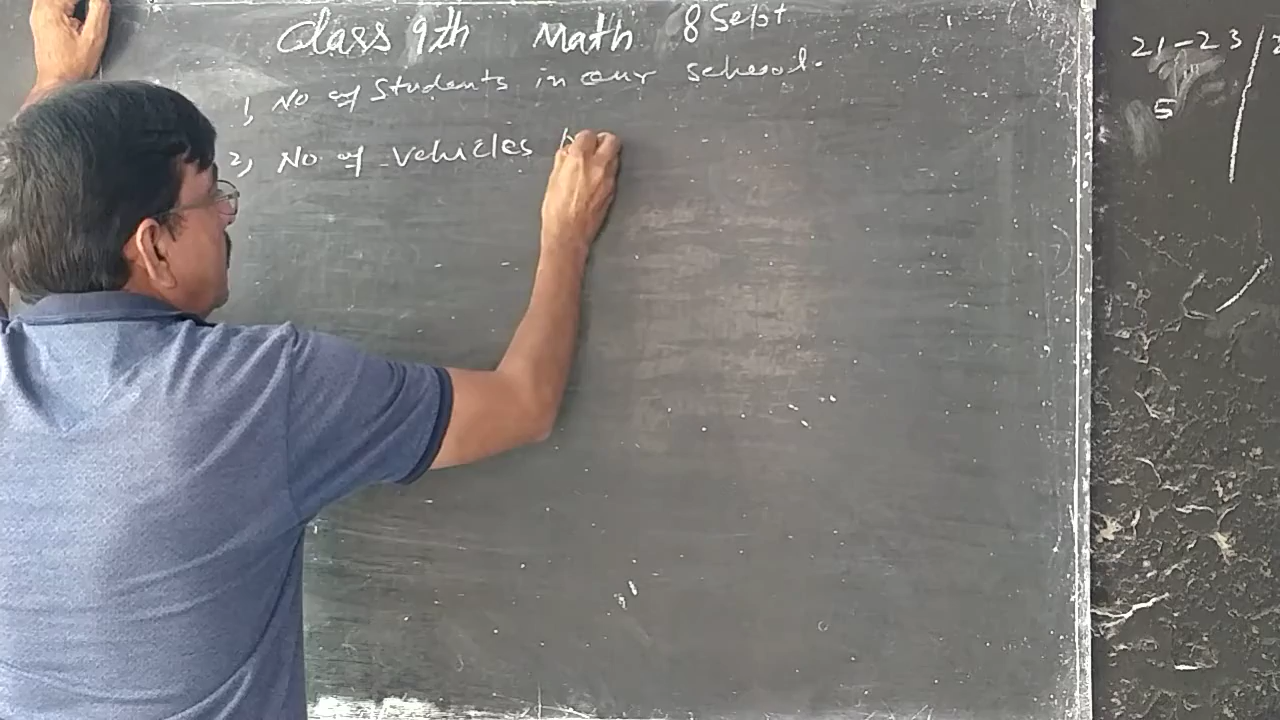 Class 9th Math 8 Sept
1, No of Students in our school.
2, No of vehicles
21-23
5